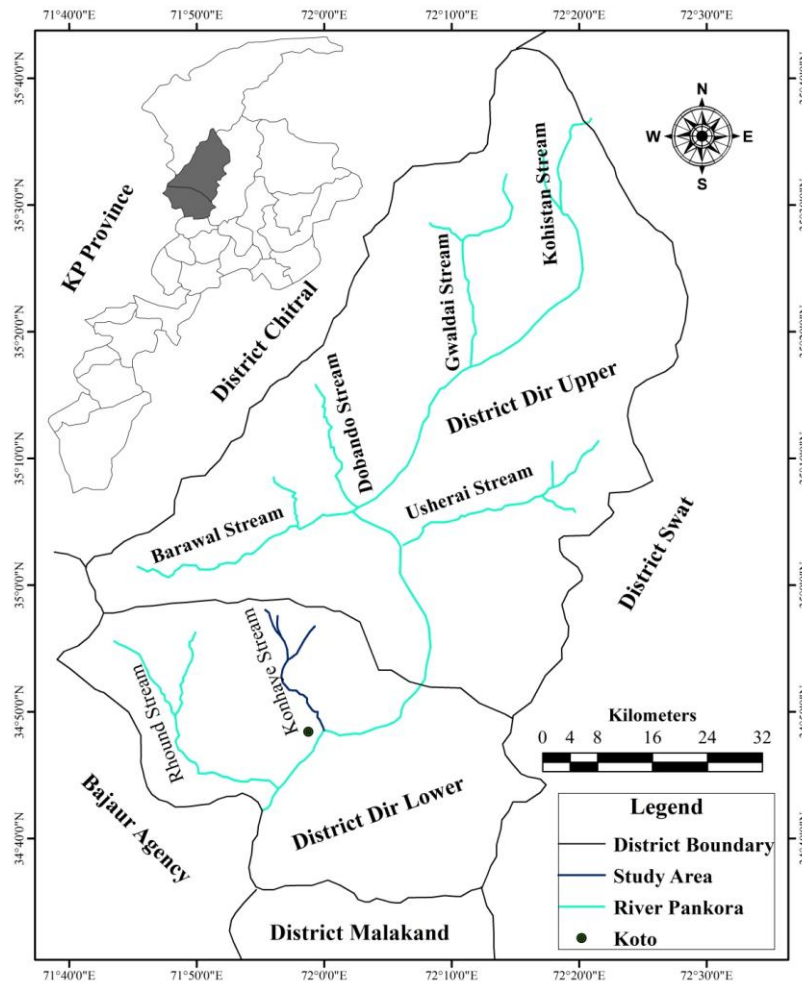 71°40'0"E
71°50'0"E
72°0'0"E
72°10'0"E
72°20'0"E
72°30'0"E
35°40'0"N
35°30'0"N
35°20'0"N
35°10'0"N
35°0'0"N
34°50'0"N
34°40'0"N
N
W
E
S
KP Province
District Chitral
Kohistan Stream
Gwaldai Stream
Dobando Stream
District Dir Upper
Usherai Stream
Barawal Stream
District Swat
Konhaye Stream
Rhound Stream
Bajaur Agency
District Dir Lower
District Malakand
Kilometers
0 4 8 16 24 32
Legend
District Boundary
Study Area
River Pankora
Koto
71°40'0"E
71°50'0"E
72°0'0"E
72°10'0"E
72°20'0"E
72°30'0"E